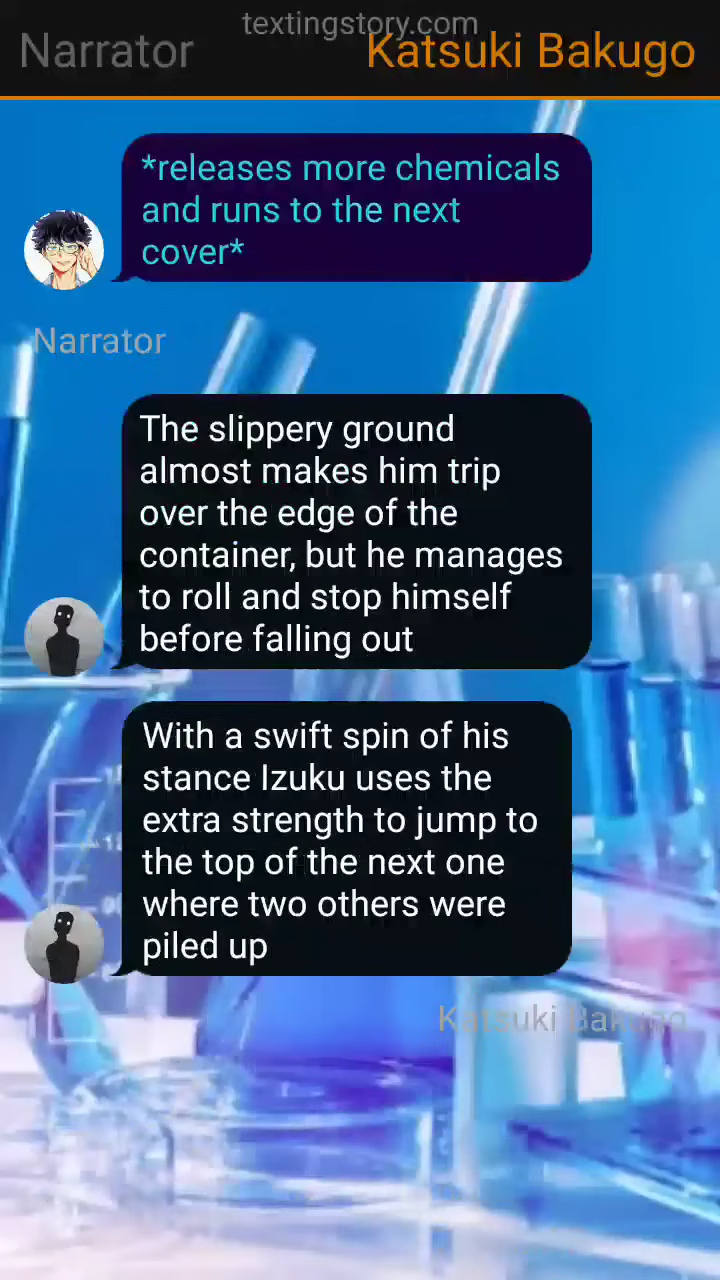 textingstory.com
Narrator
Katsuki Bakugo
*releases more chemicals
and runs to the next
cover*
Narrator
The slippery ground
almost makes him trip
over the edge of the
container, but he manages
to roll and stop himself
before falling out
With a swift spin of his
stance Izuku uses the
extra strength to jump to
the top of the next one
where two others were
piled up
Katsuki Bakugo